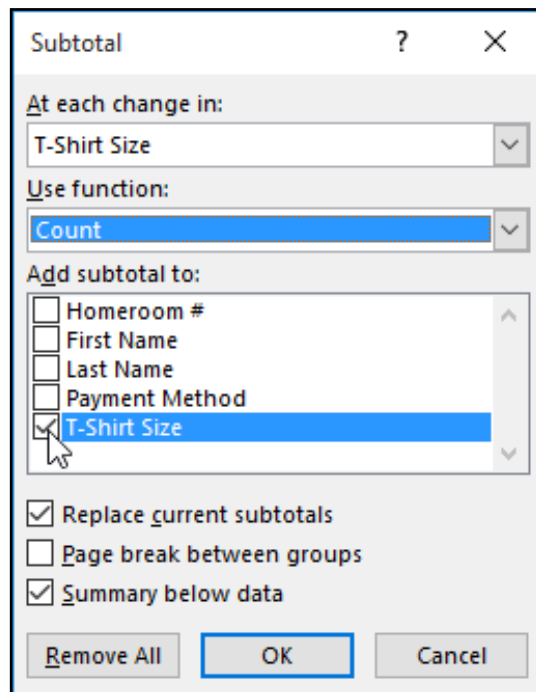 Subtotal ?
At each change in:
T-Shirt Size
Use function:
Count
Add subtotal to:
Homeroom #
First Name
Last Name
Payment Method
T-Shirt Size
Replace current subtotals
Page break between groups
Summary below data
Remove All OK Cancel